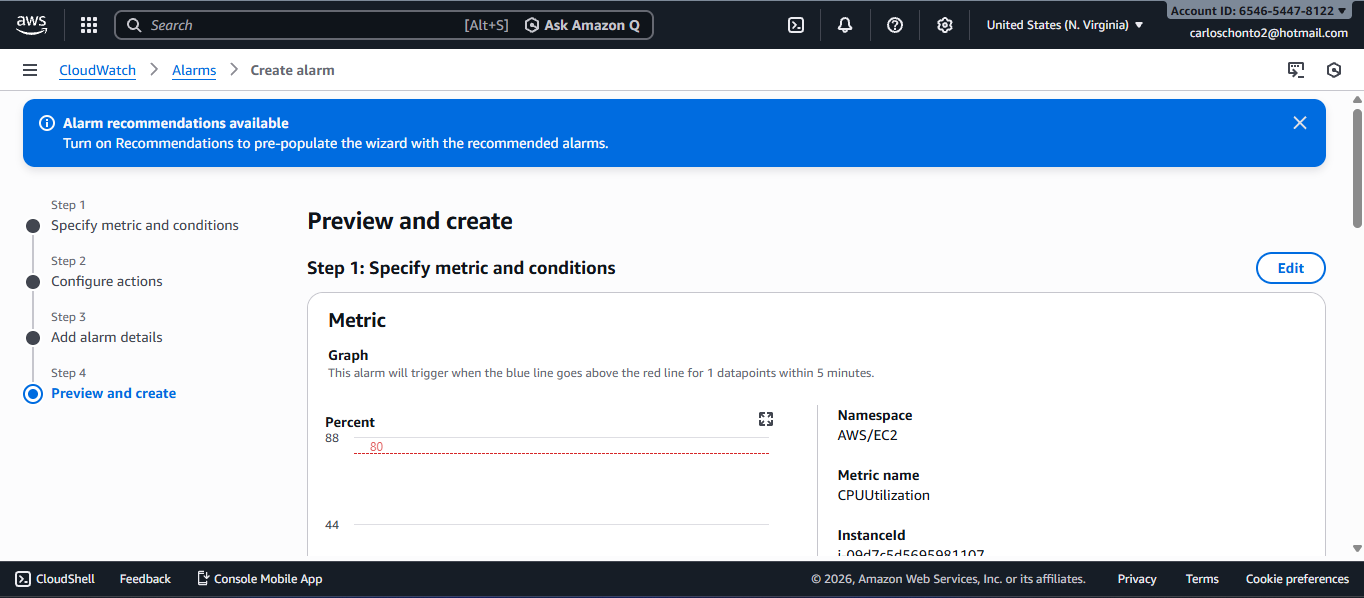 aws
Search
[Alt+S]
Ask Amazon Q
United States (N. Virginia)
Account ID: 6546-5447-8122
carloschonto2@hotmail.com
CloudWatch
Alarms
Create alarm
Alarm recommendations available
Turn on Recommendations to pre-populate the wizard with the recommended alarms.
Step 1
Specify metric and conditions
Step 2
Configure actions
Step 3
Add alarm details
Step 4
Preview and create
Preview and create
Step 1: Specify metric and conditions
Edit
Metric
Graph
This alarm will trigger when the blue line goes above the red line for 1 datapoints within 5 minutes.
Percent
88
80
44
Namespace
AWS/EC2
Metric name
CPUUtilization
InstanceId
CloudShell
Feedback
Console Mobile App
© 2026, Amazon Web Services, Inc. or its affiliates.
Privacy
Terms
Cookie preferences